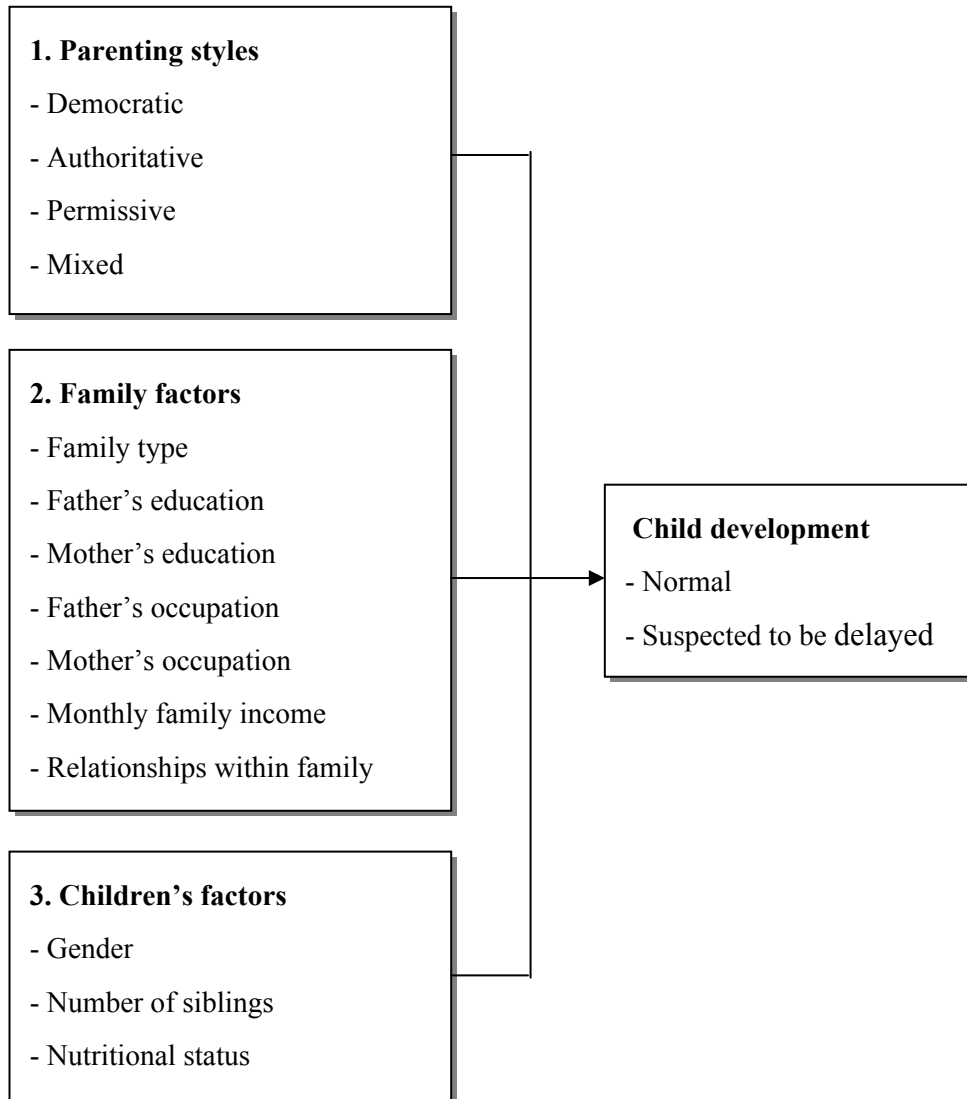 1. Parenting styles
- Democratic
- Authoritative
- Permissive
- Mixed
2. Family factors
- Family type
- Father’s education
- Mother’s education
- Father’s occupation
- Mother’s occupation
- Monthly family income
- Relationships within family
3. Children’s factors
- Gender
- Number of siblings
- Nutritional status
Child development
- Normal
- Suspected to be delayed